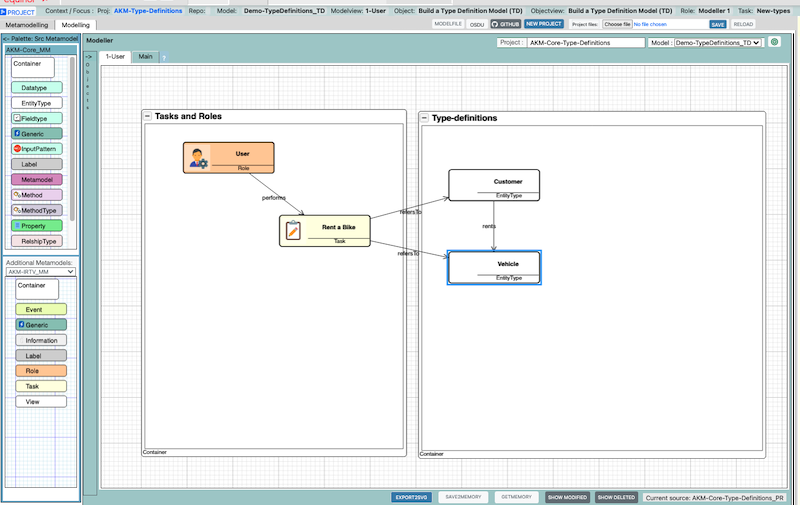 PROJECT
Context / Focus : Proj: AKM-Type-Definitions Repo: Model: Demo-TypeDefinitions_TD Modelview: 1-User Object: Build a Type Definition Model (TD) Objectview: Build a Type Definition Model (TD) Role: Modeller 1 Task: New-types
Metamodelling Modelling
MODELFILE OSDU GITHUB NEW PROJECT Project files: Choose file No file chosen SAVE RELOAD
<- Palette: Src Metamodel
Modeller
Project : AKM-Core-Type-Definitions Model : Demo-TypeDefinitions_TD
AKM-Core_MM
1-User Main ?
->
O
b
j
e
c
t
s
Container
Datatype
EntityType
Fieldtype
Generic
InputPattern
Label
Metamodel
Method
MethodType
Property
RelshipType
Additional Metamodels:
AKM-IRTV_MM
Container
Event
Generic
Information
Label
Role
Task
View
Tasks and Roles
User
Role
performs
Rent a Bike
Task
Container
refersTo
refersTo
Type-definitions
Customer
EntityType
rents
Vehicle
EntityType
Container
EXPORT2SVG SAVE2MEMORY GETMEMORY SHOW MODIFIED SHOW DELETED Current source: AKM-Core-Type-Definitions_PR